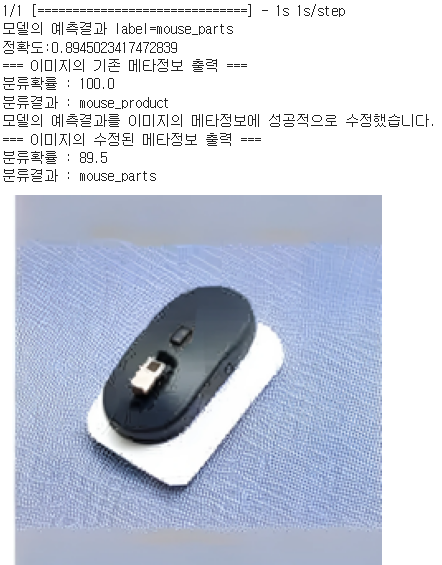 1/1 [==============================] - 1s 1s/step
모델의 예측결과 label=mouse_parts
정확도:0.8945023417472839
=== 이미지의 기존 메타정보 출력 ===
분류확률 : 100.0
분류결과 : mouse_product
모델의 예측결과를 이미지의 메타정보에 성공적으로 수정했습니다.
=== 이미지의 수정된 메타정보 출력 ===
분류확률 : 89.5
분류결과 : mouse_parts